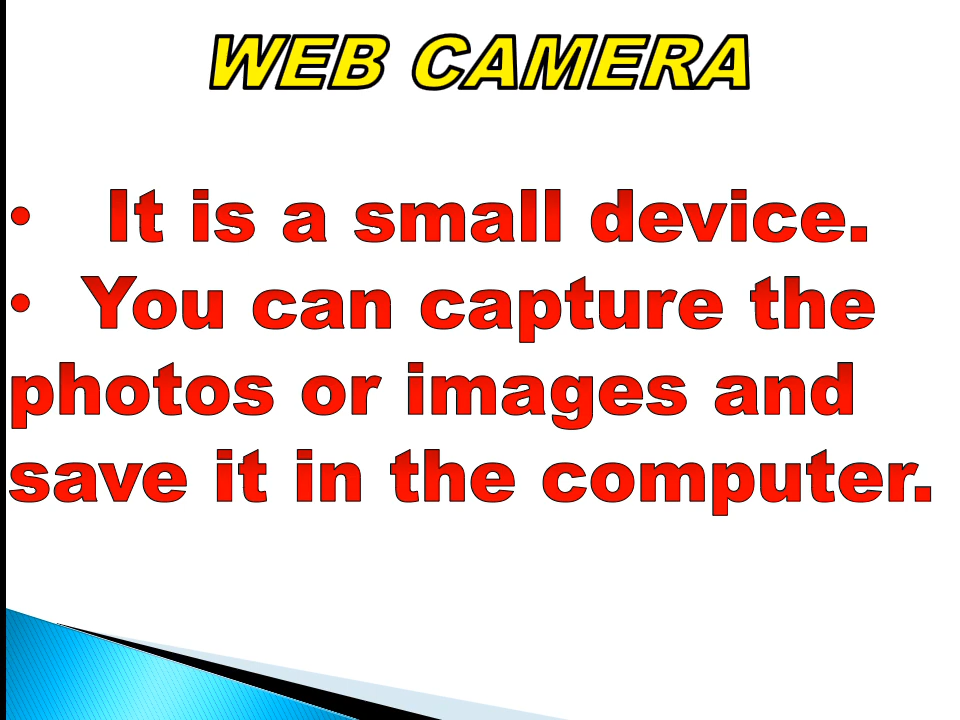 WEB CAMERA
• It is a small device.
• You can capture the
photos or images and
save it in the computer.